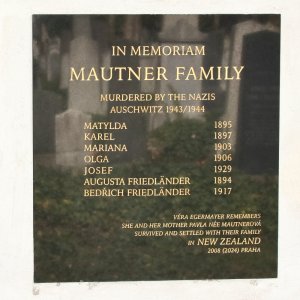 IN MEMORIAM
MAUTNER FAMILY
MURDERED BY THE NAZIS
AUSCHWITZ 1943/1944
MATYLDA 1895
KAREL 1897
MARIANA 1903
OLGA 1906
JOSEF 1929
AUGUSTA FRIEDLÄNDER 1894
BEDŘICH FRIEDLÄNDER 1917
VĚRA EGERMAYER REMEMBERS
SHE AND HER MOTHER PAVLA NÉE MAUTNEROVÁ
SURVIVED AND SETTLED WITH THEIR FAMILY
IN NEW ZEALAND
2008 (2024) PRAHA